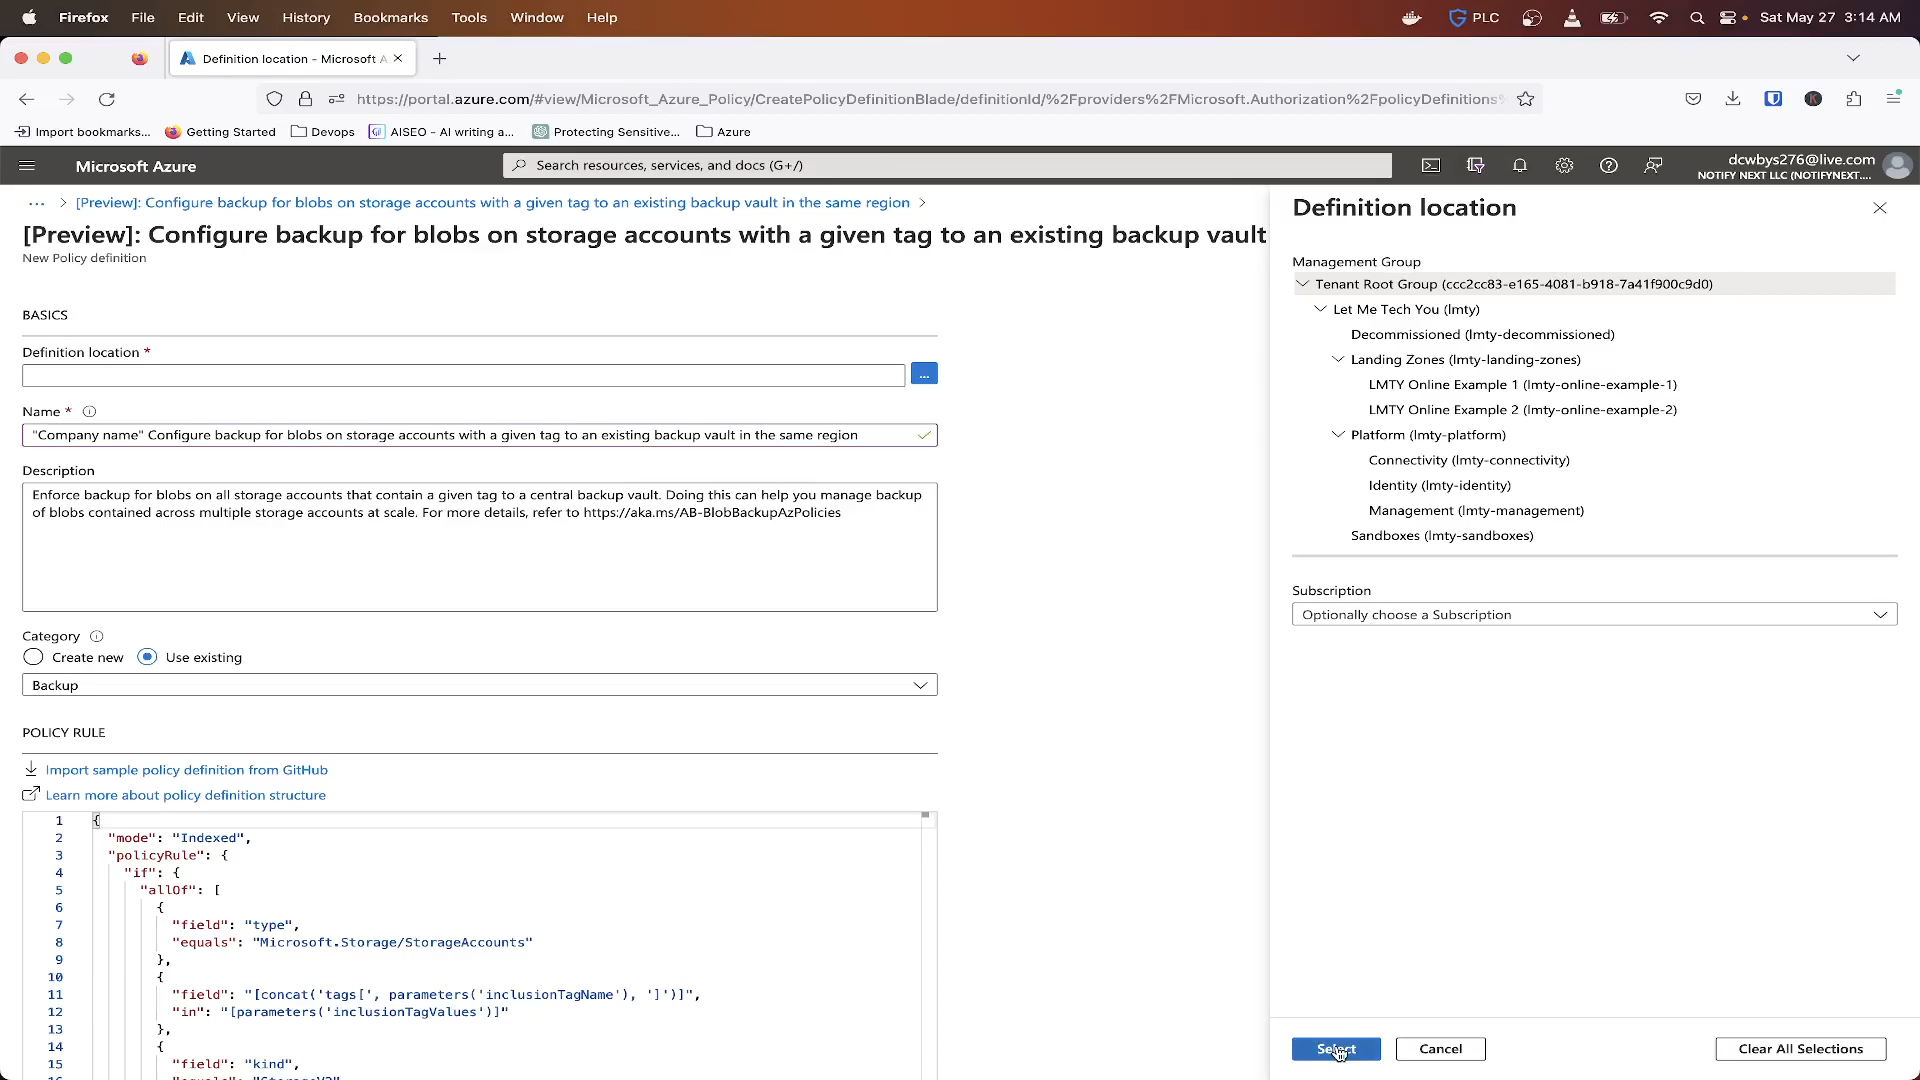 Firefox File Edit View History Bookmarks Tools Window Help PLC Sat May 27 3:14 AM
Definition location - Microsoft A
https://portal.azure.com/#view/Microsoft_Azure_Policy/CreatePolicyDefinitionBlade/definitionId/%2Fproviders%2FMicrosoft.Authorization%2FpolicyDefinitions
Import bookmarks... Getting Started Devops AISEO - AI writing a... Protecting Sensitive... Azure
Microsoft Azure
Search resources, services, and docs (G+/)
dcwbys276@live.com
NOTIFY NEXT LLC (NOTIFYNEXT....
... > [Preview]: Configure backup for blobs on storage accounts with a given tag to an existing backup vault in the same region >
[Preview]: Configure backup for blobs on storage accounts with a given tag to an existing backup vault
New Policy definition
BASICS
Definition location *
...
Name *
"Company name" Configure backup for blobs on storage accounts with a given tag to an existing backup vault in the same region
Description
Enforce backup for blobs on all storage accounts that contain a given tag to a central backup vault. Doing this can help you manage backup
of blobs contained across multiple storage accounts at scale. For more details, refer to https://aka.ms/AB-BlobBackupAzPolicies
Category
Create new Use existing
Backup
POLICY RULE
Import sample policy definition from GitHub
Learn more about policy definition structure
1 {
2 "mode": "Indexed",
3 "policyRule": {
4 "if": {
5 "allOf": [
6 {
7 "field": "type",
8 "equals": "Microsoft.Storage/StorageAccounts"
9 },
10 {
11 "field": "[concat('tags[', parameters('inclusionTagName'), ']')]",
12 "in": "[parameters('inclusionTagValues')]"
13 },
14 {
15 "field": "kind",
Definition location
Management Group
Tenant Root Group (ccc2cc83-e165-4081-b918-7a41f900c9d0)
Let Me Tech You (lmty)
Decommissioned (lmty-decommissioned)
Landing Zones (lmty-landing-zones)
LMTY Online Example 1 (lmty-online-example-1)
LMTY Online Example 2 (lmty-online-example-2)
Platform (lmty-platform)
Connectivity (lmty-connectivity)
Identity (lmty-identity)
Management (lmty-management)
Sandboxes (lmty-sandboxes)
Subscription
Optionally choose a Subscription
Select Cancel Clear All Selections